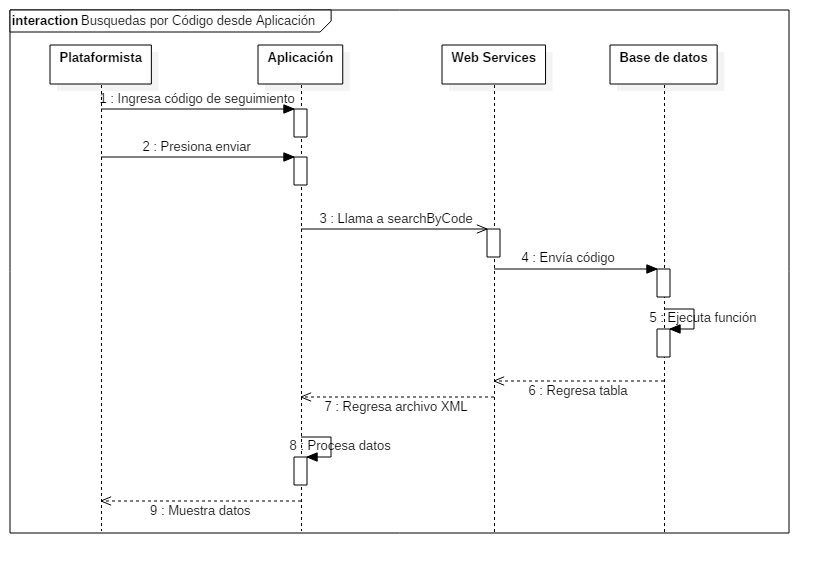 interaction Busquedas por Código desde Aplicación
Plataformista
Aplicación
Web Services
Base de datos
1 : Ingresa código de seguimiento
2 : Presiona enviar
3 : Llama a searchByCode
4 : Envía código
5 : Ejecuta función
6 : Regresa tabla
7 : Regresa archivo XML
8 : Procesa datos
9 : Muestra datos